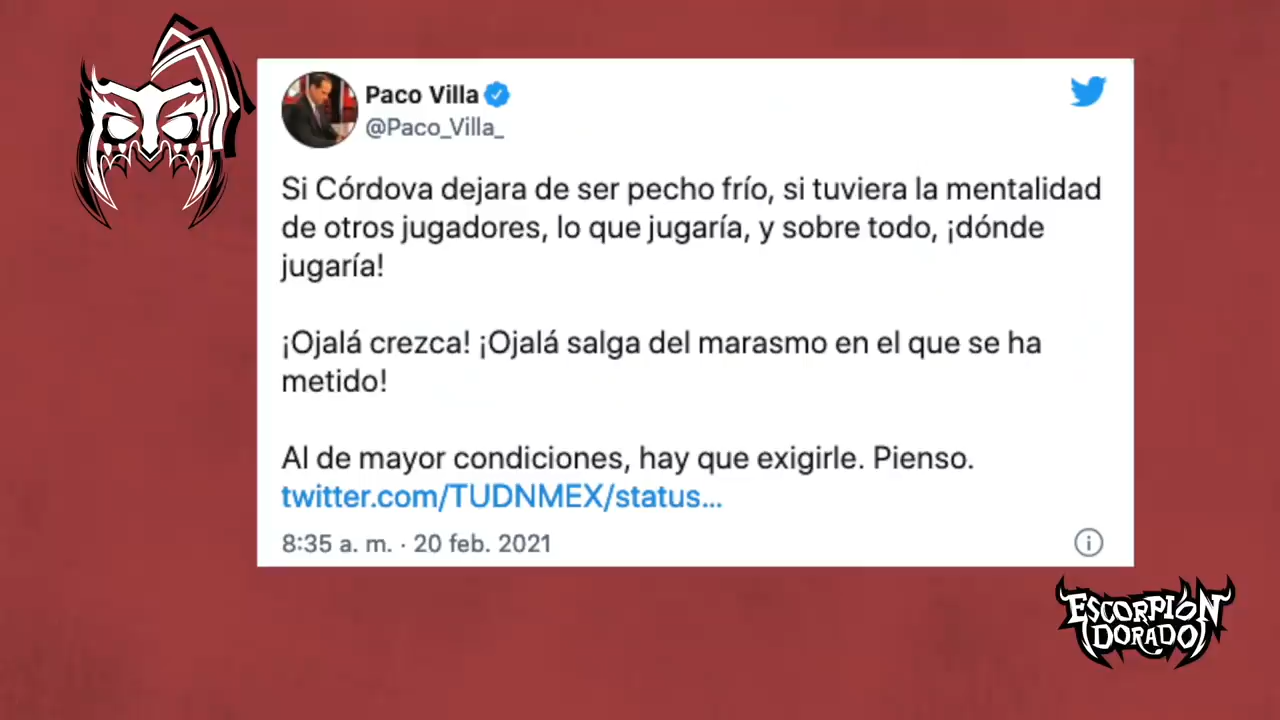 Paco Villa
@Paco_Villa_
Si Córdova dejara de ser pecho frío, si tuviera la mentalidad
de otros jugadores, lo que jugaría, y sobre todo, ¡dónde
jugaría!
¡Ojalá crezca! ¡Ojalá salga del marasmo en el que se ha
metido!
Al de mayor condiciones, hay que exigirle. Pienso.
twitter.com/TUDNMEX/status...
8:35 a. m. · 20 feb. 2021
ESCORPIÓN
DORADO